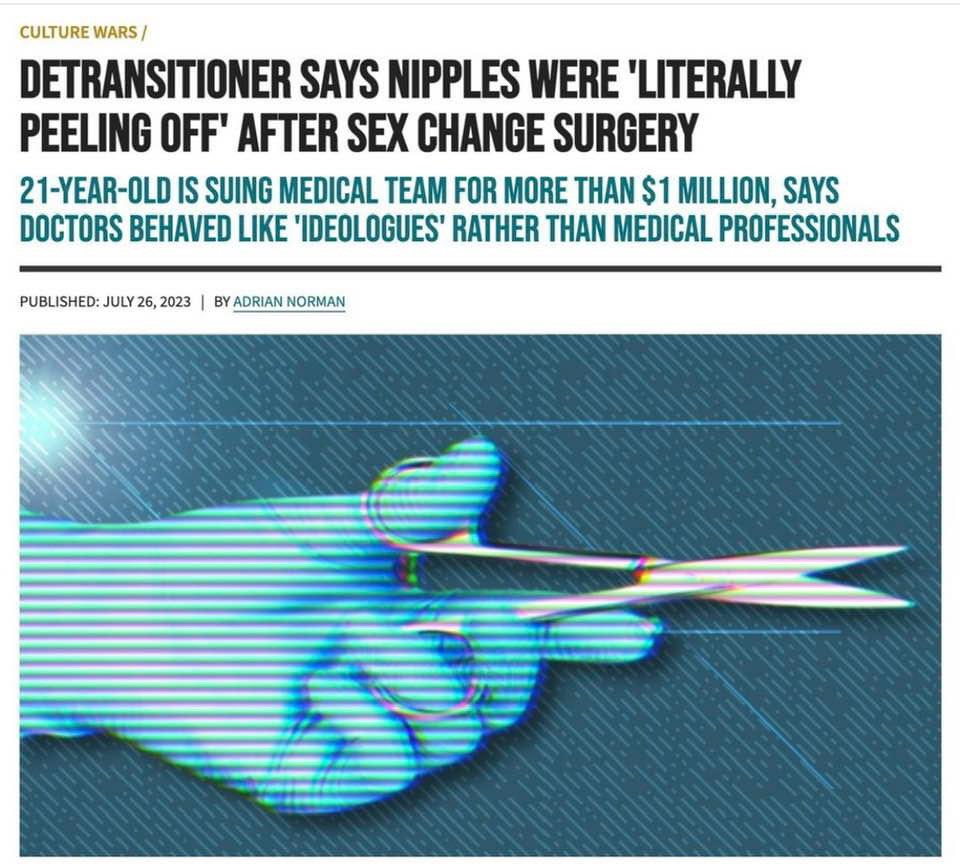 CULTURE WARS /
DETRANSITIONER SAYS NIPPLES WERE 'LITERALLY
PEELING OFF' AFTER SEX CHANGE SURGERY
21-YEAR-OLD IS SUING MEDICAL TEAM FOR MORE THAN $1 MILLION, SAYS
DOCTORS BEHAVED LIKE 'IDEOLOGUES' RATHER THAN MEDICAL PROFESSIONALS
PUBLISHED: JULY 26, 2023 | BY ADRIAN NORMAN